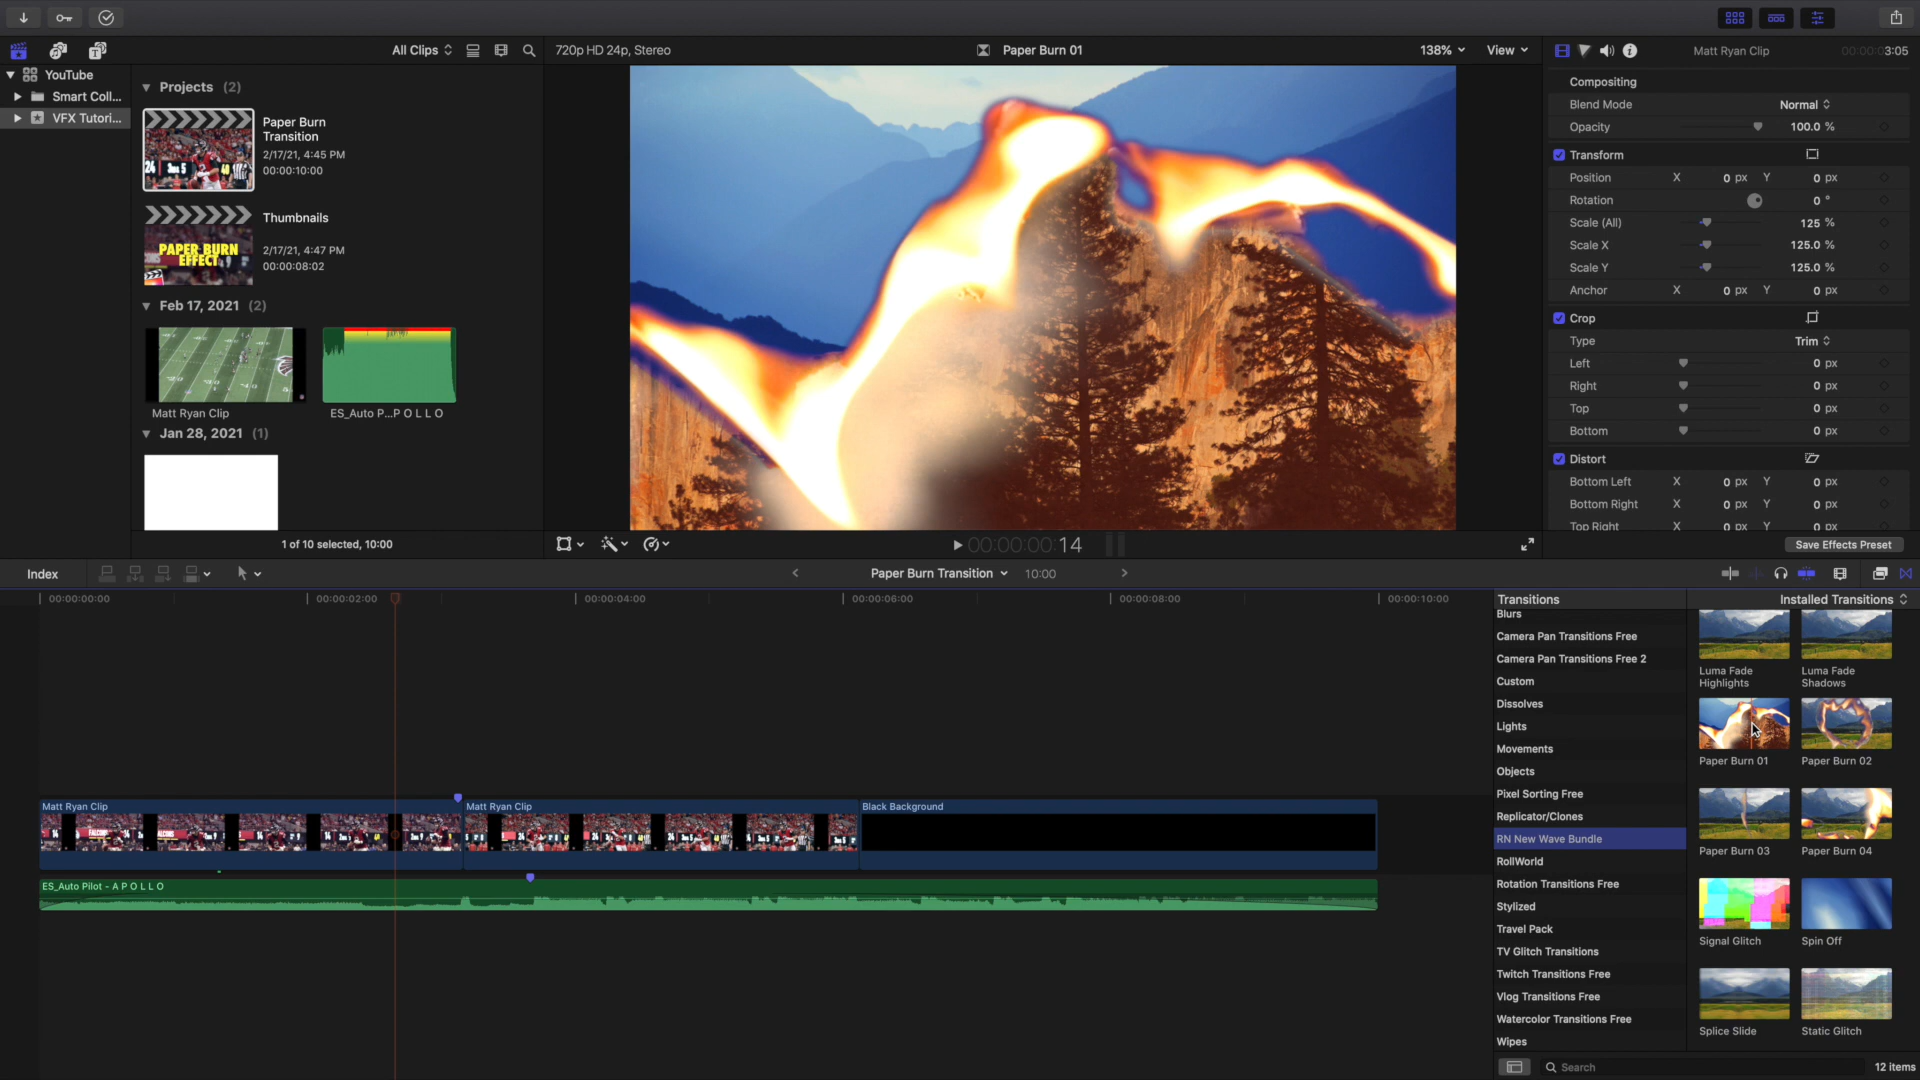 All Clips
720p HD 24p, Stereo
Paper Burn 01
138%
View
Matt Ryan Clip
00:00:03:05
YouTube
Smart Coll...
VFX Tutori...
Projects (2)
Paper Burn
Transition
2/17/21, 4:45 PM
00:00:10:00
PAPER BURN
EFFECT
Thumbnails
2/17/21, 4:47 PM
00:00:08:02
Feb 17, 2021 (2)
Matt Ryan Clip
ES_Auto P...P O L L O
Jan 28, 2021 (1)
1 of 10 selected, 10:00
00:00:00:14
Compositing
Blend Mode Normal
Opacity 100.0 %
Transform
Position X 0 px Y 0 px
Rotation 0 °
Scale (All) 125 %
Scale X 125.0 %
Scale Y 125.0 %
Anchor X 0 px Y 0 px
Crop
Type Trim
Left 0 px
Right 0 px
Top 0 px
Bottom 0 px
Distort
Bottom Left X 0 px Y 0 px
Bottom Right X 0 px Y 0 px
Top Right X 0 px Y 0 px
Save Effects Preset
Index
Paper Burn Transition 10:00
00:00:00:00
00:00:02:00
00:00:04:00
00:00:06:00
00:00:08:00
00:00:10:00
Matt Ryan Clip
Matt Ryan Clip
Black Background
ES_Auto Pilot - A P O L L O
Transitions
Installed Transitions
Blurs
Camera Pan Transitions Free
Camera Pan Transitions Free 2
Custom
Dissolves
Lights
Movements
Objects
Pixel Sorting Free
Replicator/Clones
RN New Wave Bundle
RollWorld
Rotation Transitions Free
Stylized
Travel Pack
TV Glitch Transitions
Twitch Transitions Free
Vlog Transitions Free
Watercolor Transitions Free
Wipes
Luma Fade
Highlights
Luma Fade
Shadows
Paper Burn 01
Paper Burn 02
Paper Burn 03
Paper Burn 04
Signal Glitch
Spin Off
Splice Slide
Static Glitch
Search
12 items